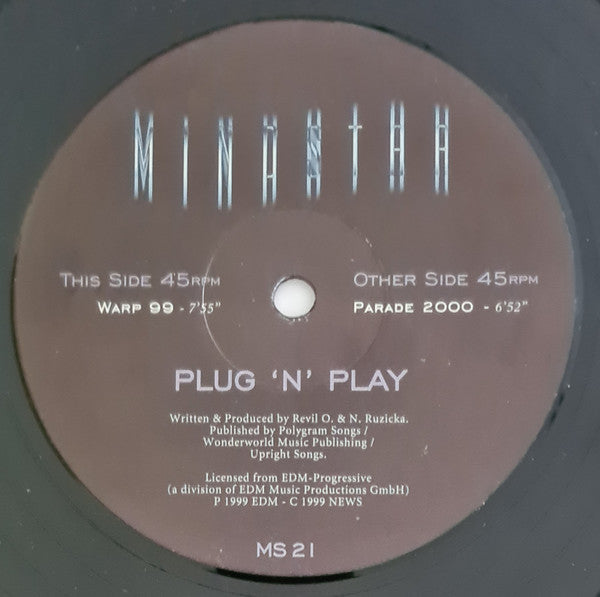 MINDSTAR
THIS SIDE 45RPM
WARP 99 - 7'55"
OTHER SIDE 45RPM
PARADE 2000 - 6'52"
PLUG 'N' PLAY
Written & Produced by Revil O. & N. Ruzicka.
Published by Polygram Songs /
Wonderworld Music Publishing /
Upright Songs.
Licensed from EDM-Progressive
(a division of EDM Music Productions GmbH)
P 1999 EDM - C 1999 NEWS
MS 21